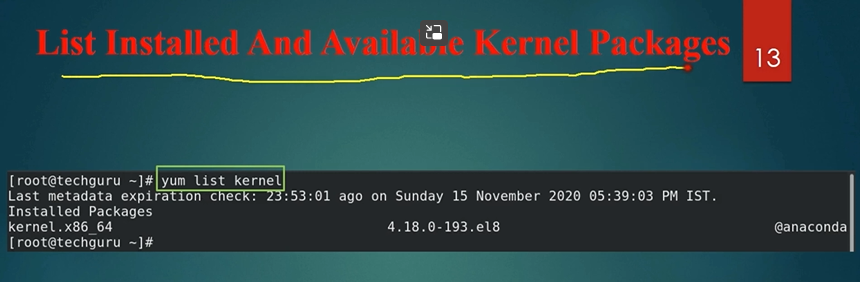 List Installed And Available Kernel Packages
13
[root@techguru ~]# yum list kernel
Last metadata expiration check: 23:53:01 ago on Sunday 15 November 2020 05:39:03 PM IST.
Installed Packages
kernel.x86_64 4.18.0-193.el8 @anaconda
[root@techguru ~]#